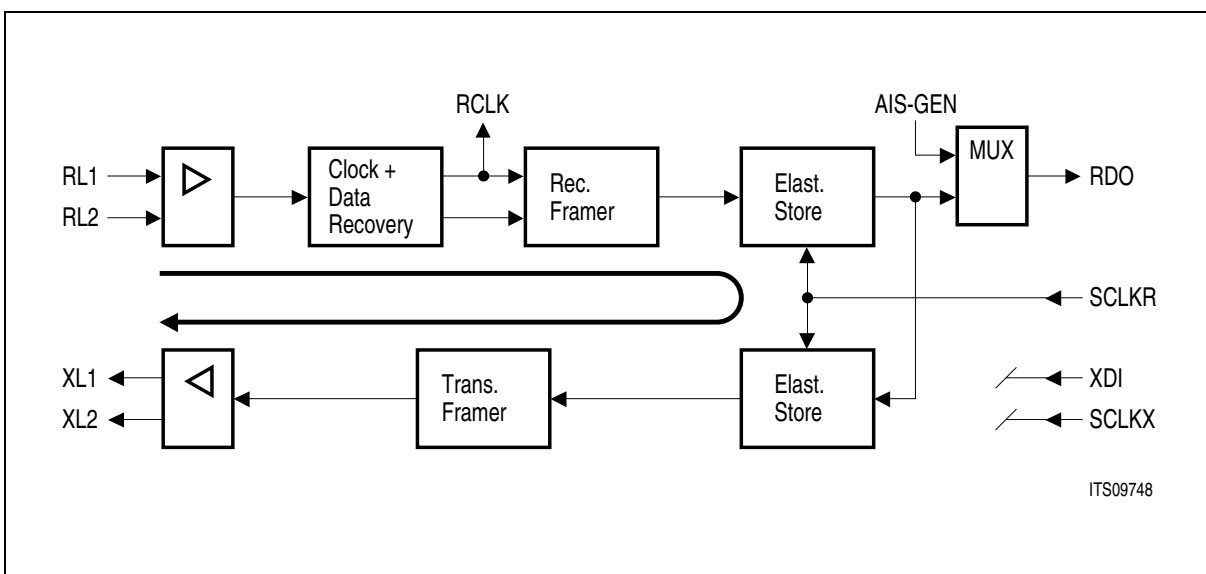 RCLK
AIS-GEN
RL1
RL2
Clock +
Data
Recovery
Rec.
Framer
Elast.
Store
MUX
RDO
SCLKR
XL1
XL2
Trans.
Framer
Elast.
Store
XDI
SCLKX
ITS09748